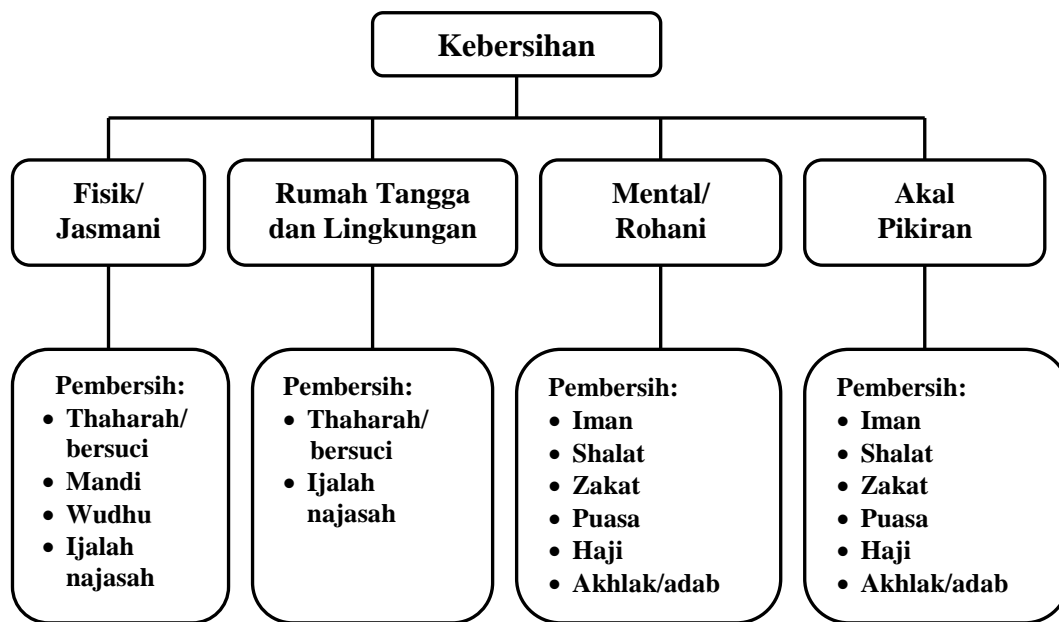 Kebersihan
Fisik/
Jasmani
Rumah Tangga
dan Lingkungan
Mental/
Rohani
Akal
Pikiran
Pembersih:
• Thaharah/
bersuci
• Mandi
• Wudhu
• Ijalah
najasah
Pembersih:
• Thaharah/
bersuci
• Ijalah
najasah
Pembersih:
• Iman
• Shalat
• Zakat
• Puasa
• Haji
• Akhlak/adab
Pembersih:
• Iman
• Shalat
• Zakat
• Puasa
• Haji
• Akhlak/adab